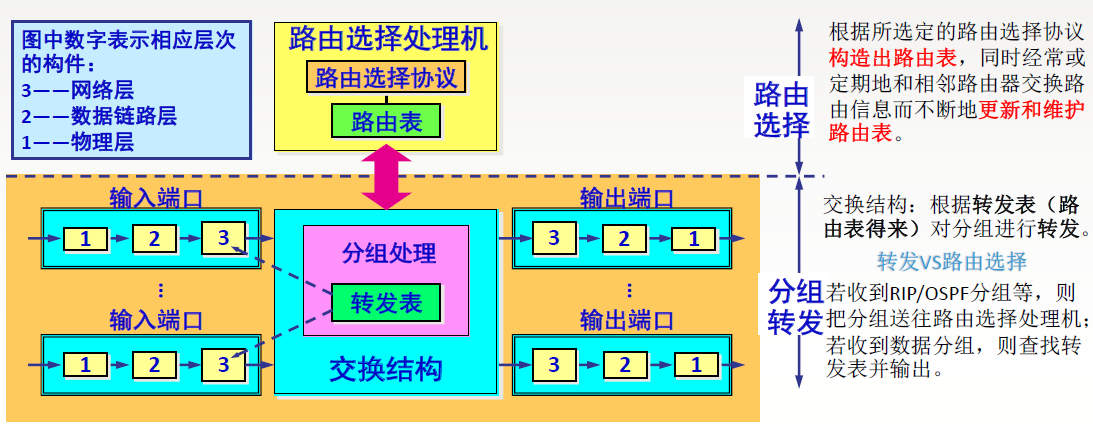 图中数字表示相应层次
的构件：
3——网络层
2——数据链路层
1——物理层
路由选择处理机
路由选择协议
路由表
路由
选择
根据所选定的路由选择协议
构造出路由表，同时经常或
定期地和相邻路由器交换路
由信息而不断地更新和维护
路由表。
输入端口
1 2 3
⋮
输入端口
1 2 3
分组处理
转发表
交换结构
输出端口
3 2 1
⋮
输出端口
3 2 1
分组
转发
交换结构：根据转发表（路
由表得来）对分组进行转发。
转发VS路由选择
若收到RIP/OSPF分组等，则
把分组送往路由选择处理机；
若收到数据分组，则查找转
发表并输出。